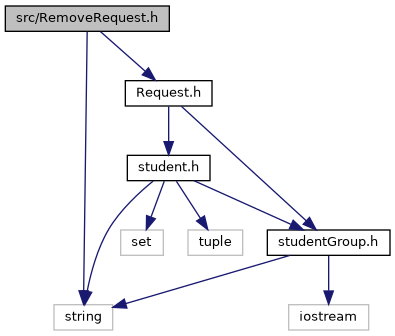 src/RemoveRequest.h
Request.h
student.h
set
tuple
studentGroup.h
string
iostream